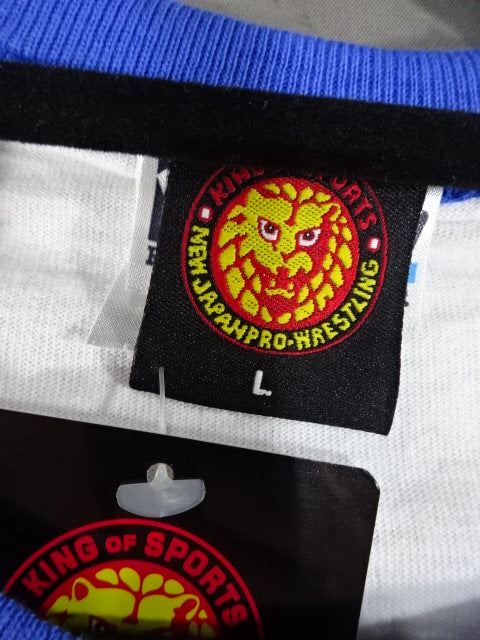 KING OF SPORTS
NEW JAPAN PRO-WRESTLING
L
KING OF SPORTS